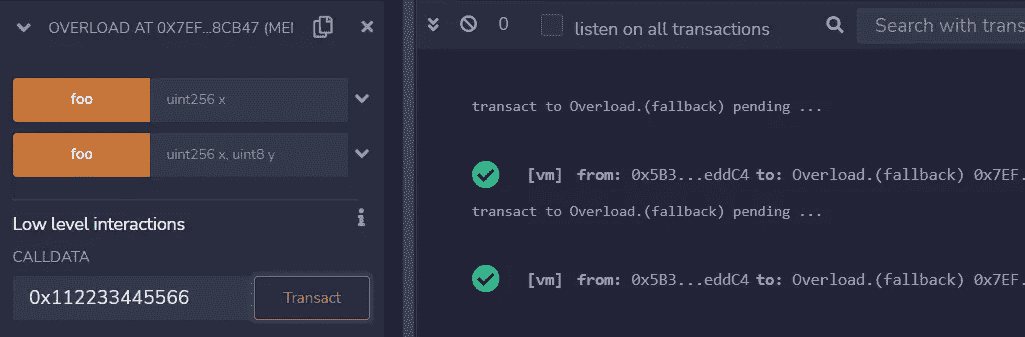 OVERLOAD AT 0X7EF...8CB47 (MEI
foo uint256 x
foo uint256 x, uint8 y
Low level interactions
CALLDATA
0x112233445566 Transact
0 listen on all transactions Search with trans
transact to Overload.(fallback) pending ...
[vm] from: 0x5B3...eddC4 to: Overload.(fallback) 0x7EF.
transact to Overload.(fallback) pending ...
[vm] from: 0x5B3...eddC4 to: Overload.(fallback) 0x7EF.